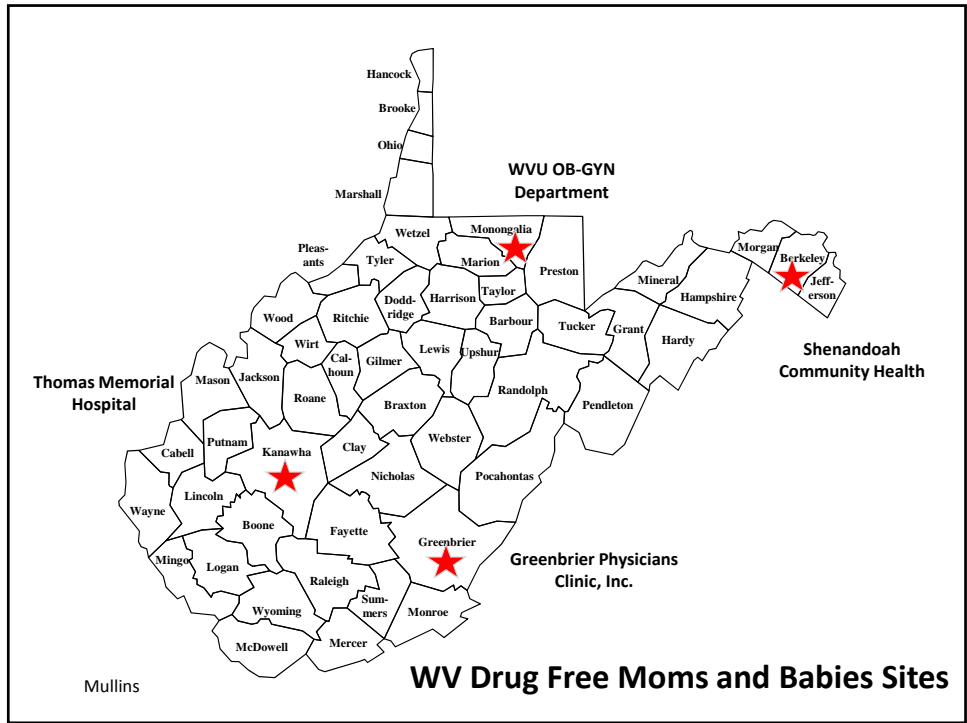 Hancock
Brooke
Ohio
Marshall
WVU OB-GYN
Department
Wetzel
Monongalia
Marion
Preston
Pleas-
ants
Tyler
Dodd-
ridge
Harrison
Taylor
Barbour
Tucker
Grant
Mineral
Hampshire
Hardy
Morgan
Berkeley
Jeff-
erson
Shenandoah
Community Health
Wood
Ritchie
Wirt
Cal-
houn
Gilmer
Lewis
Upshur
Randolph
Pendleton
Thomas Memorial
Hospital
Mason
Jackson
Roane
Braxton
Webster
Pocahontas
Cabell
Putnam
Kanawha
Clay
Nicholas
Wayne
Lincoln
Boone
Fayette
Greenbrier
Greenbrier Physicians
Clinic, Inc.
Mingo
Logan
Raleigh
Sum-
mers
Monroe
Wyoming
McDowell
Mercer
WV Drug Free Moms and Babies Sites
Mullins